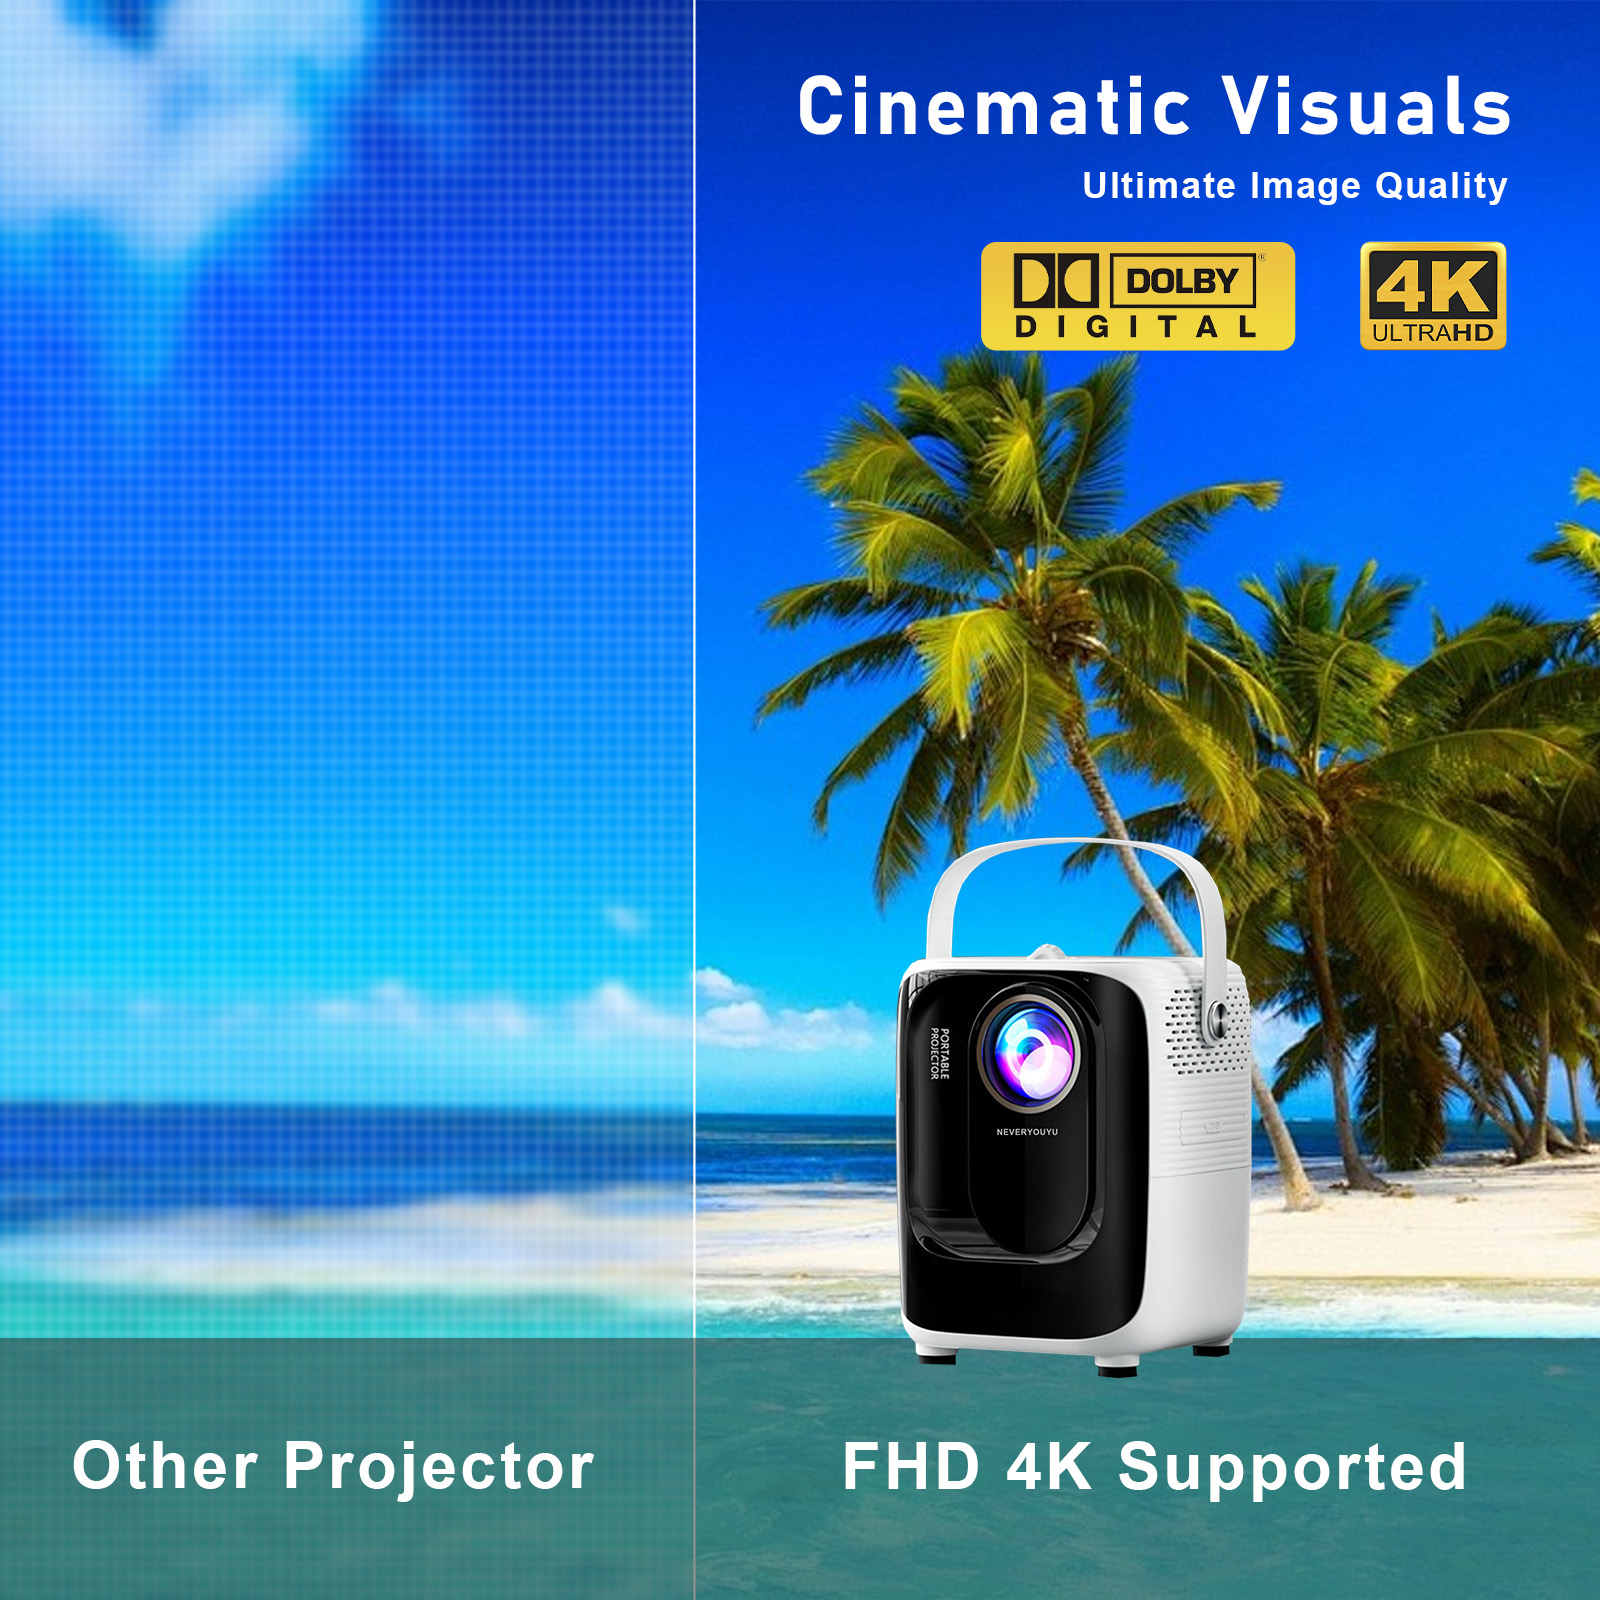 Cinematic Visuals
Ultimate Image Quality
DOLBY
DIGITAL
4K
ULTRAHD
PORTABLE
PROJECTOR
NEVERYOUYU
Other Projector
FHD 4K Supported